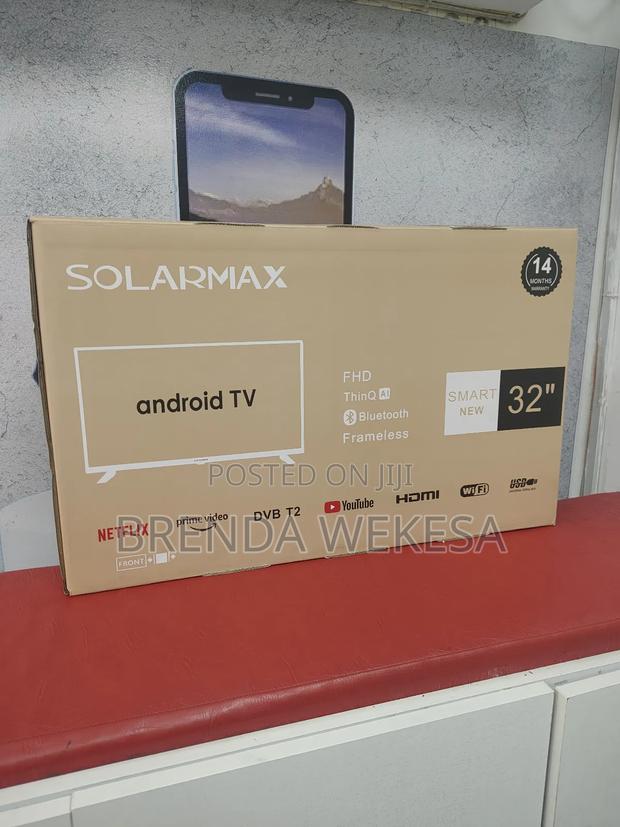 SOLARMAX
14
MONTHS
WARRANTY
android TV
FHD
ThinQ AI
Bluetooth
Frameless
SMART
NEW
32"
POSTED ON JIJI
NETFLIX
prime video
DVB T2
YouTube
HDMI
WiFi
USB
BRENDA WEKESA
FRONT